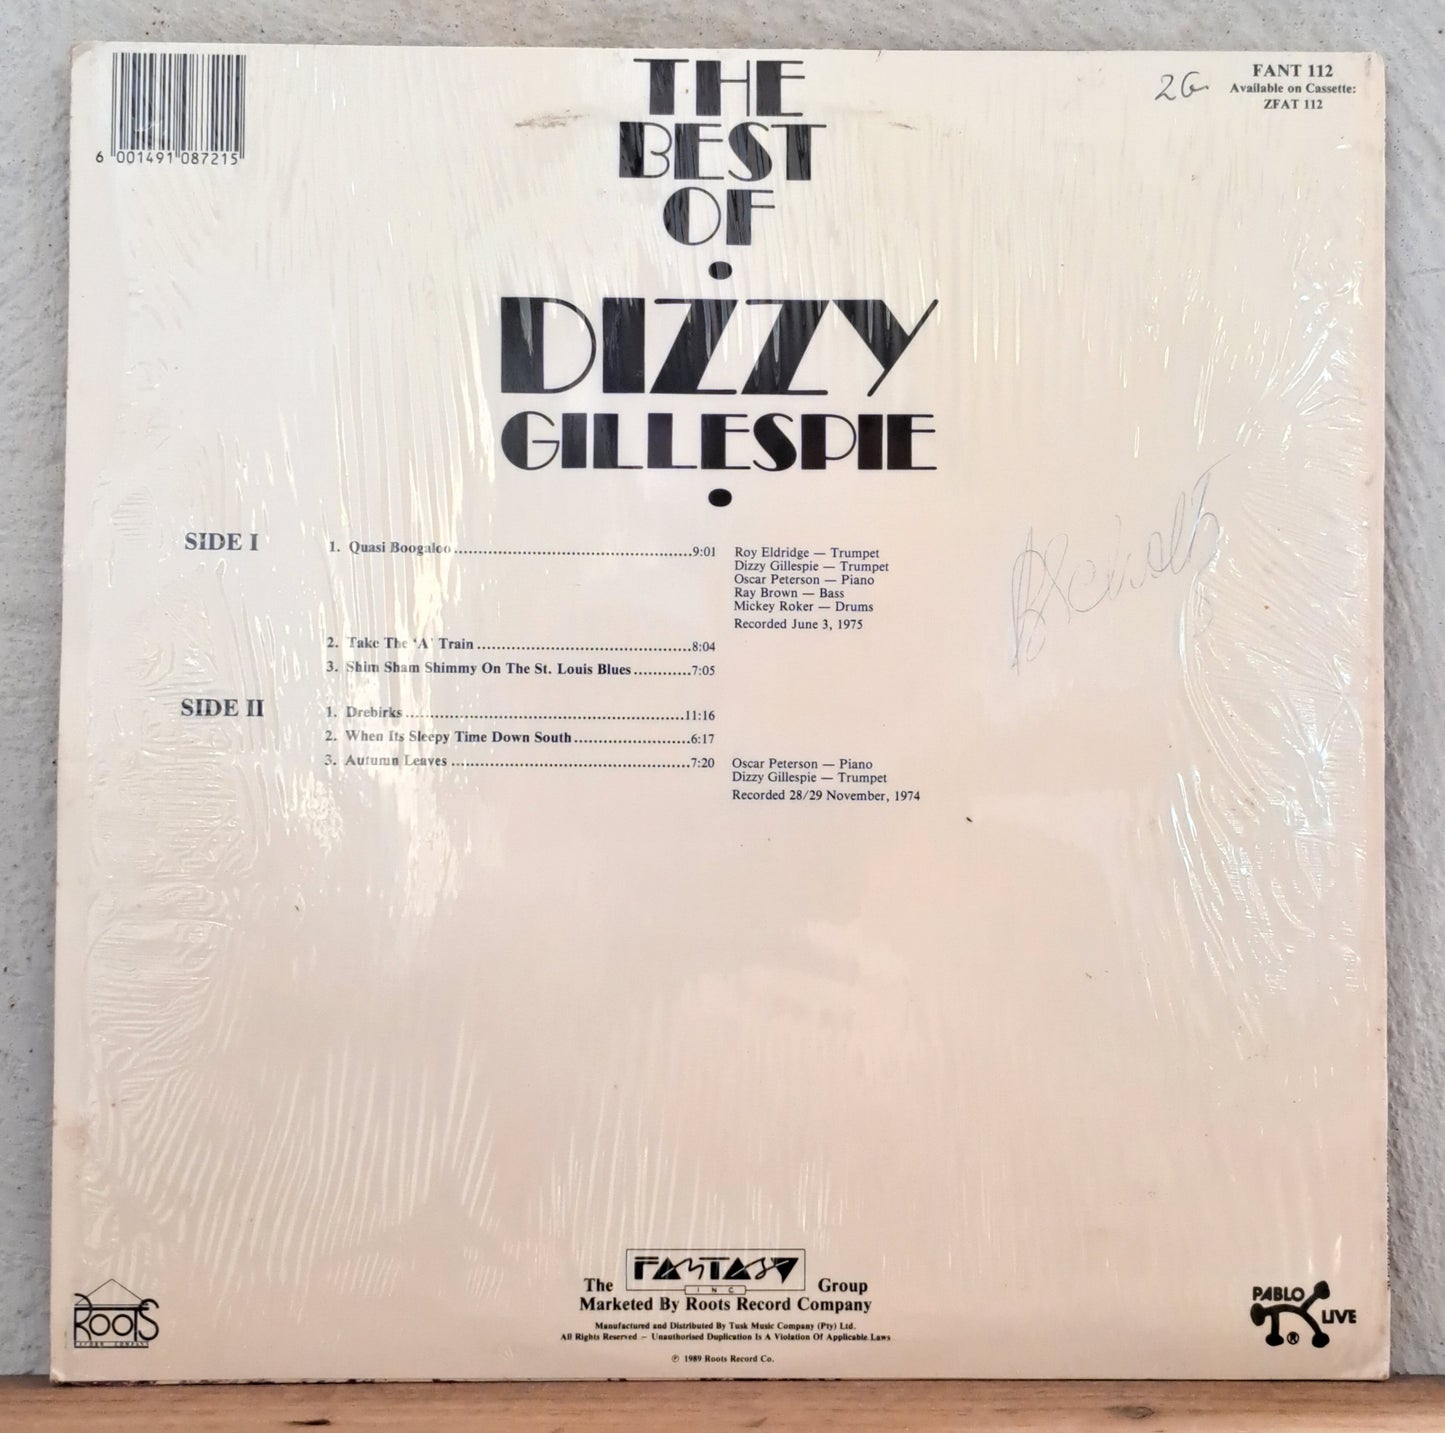 6 001491 087215
THE
BEST
OF
DIZZY
GILLESPIE
26
FANT 112
Available on Cassette:
ZFAT 112
SIDE I
1. Quasi Boogaloo ........ 9:01
Roy Eldridge — Trumpet
Dizzy Gillespie — Trumpet
Oscar Peterson — Piano
Ray Brown — Bass
Mickey Roker — Drums
Recorded June 3, 1975
2. Take The 'A' Train ........ 8:04
3. Shim Sham Shimmy On The St. Louis Blues ........ 7:05
SIDE II
1. Drebirks ........ 11:16
2. When Its Sleepy Time Down South ........ 6:17
3. Autumn Leaves ........ 7:20
Oscar Peterson — Piano
Dizzy Gillespie — Trumpet
Recorded 28/29 November, 1974
The FANTASY INC Group
Marketed By Roots Record Company
Manufactured and Distributed By Tusk Music Company (Pty) Ltd.
All Rights Reserved — Unauthorised Duplication Is A Violation Of Applicable Laws
℗ 1989 Roots Record Co.
ROOTS
RECORD COMPANY
PABLO
LIVE
®